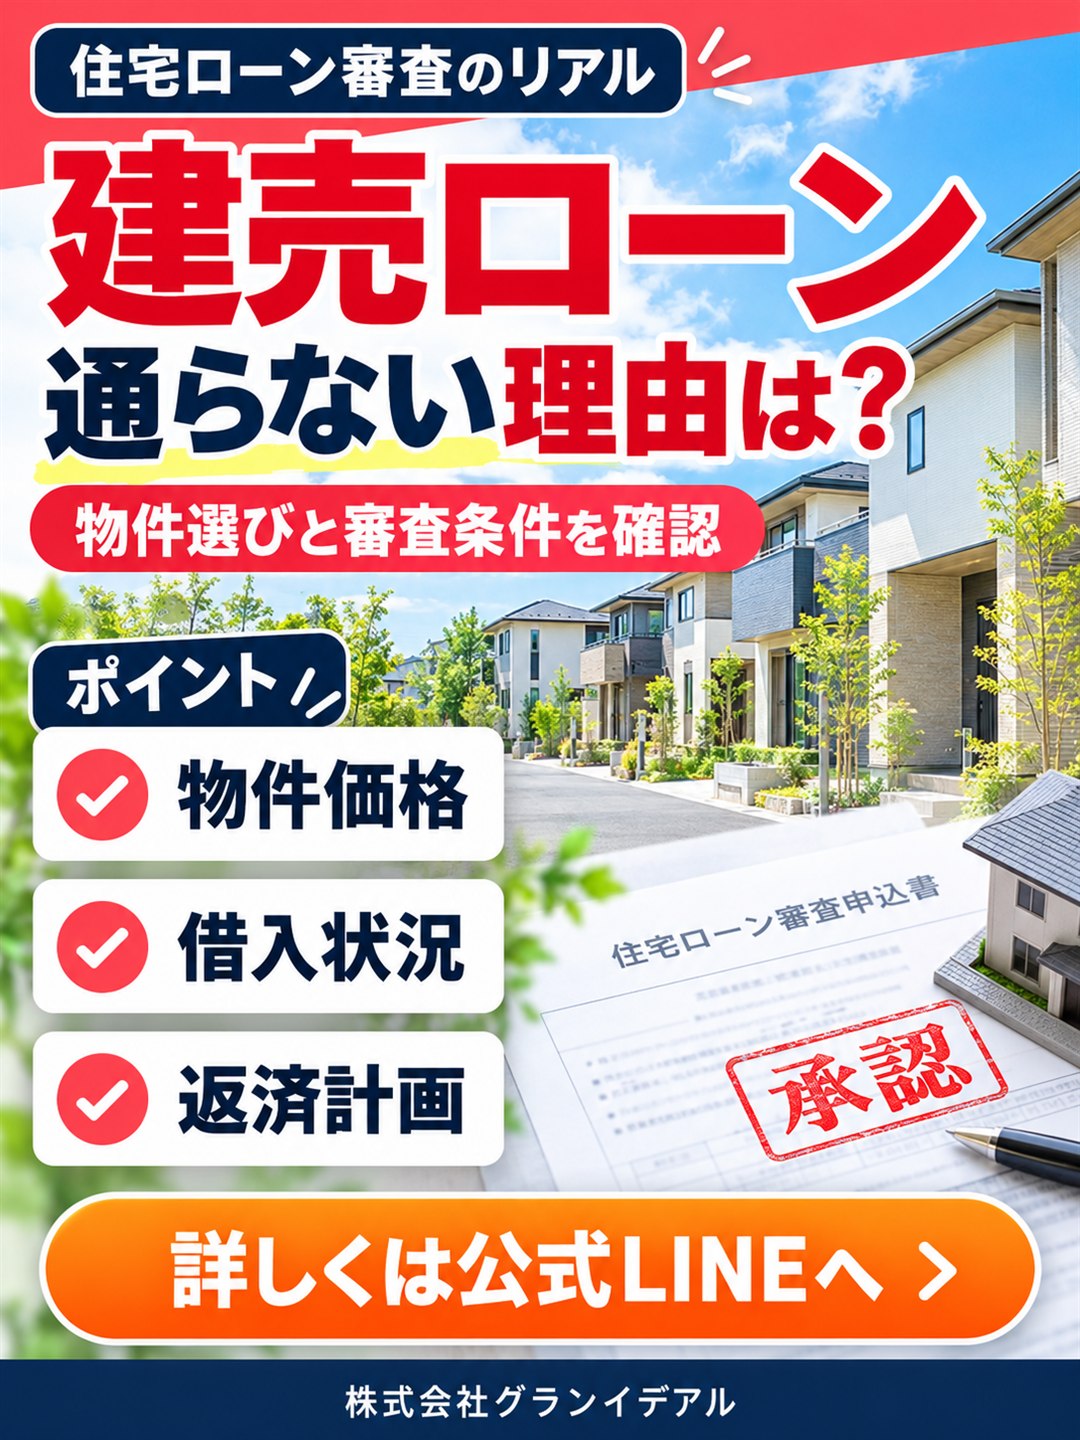 住宅ローン審査のリアル
建売ローン
通らない理由は？
物件選びと審査条件を確認
ポイント
物件価格
借入状況
返済計画
住宅ローン審査申込書
承認
詳しくは公式LINEへ
株式会社グランイデアル